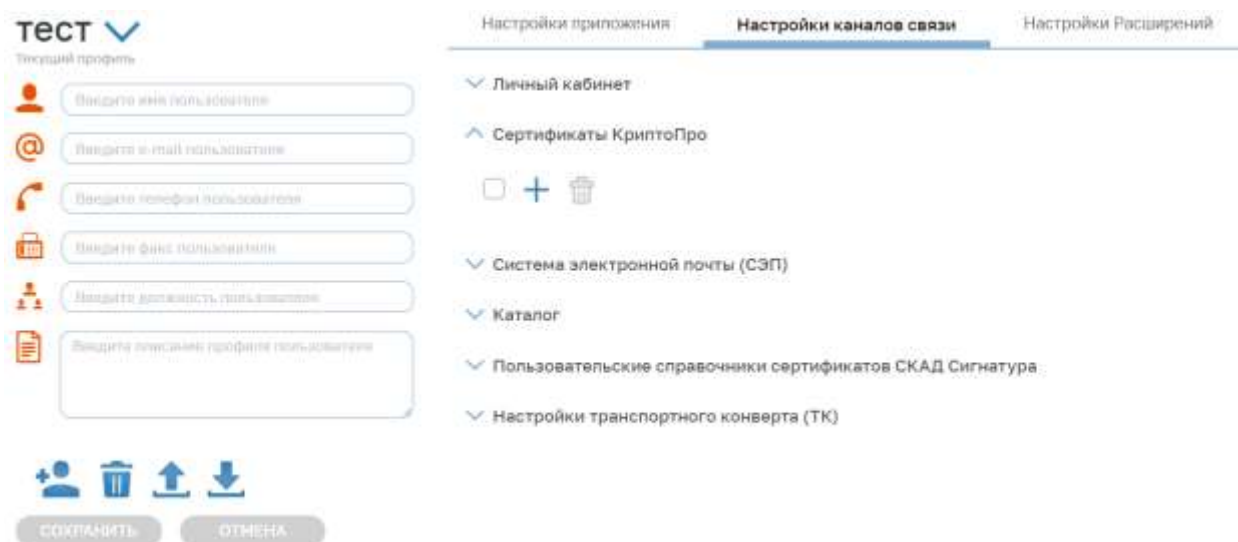 тест
Текущий профиль
Введите имя пользователя
Введите e-mail пользователя
Введите телефон пользователя
Введите факс пользователя
Введите должность пользователя
Введите описание профиля пользователя
СОХРАНИТЬ
ОТМЕНА
Настройки приложения
Настройки каналов связи
Настройки Расширений
Личный кабинет
Сертификаты КриптоПро
Система электронной почты (СЭП)
Каталог
Пользовательские справочники сертификатов СКАД Сигнатура
Настройки транспортного конверта (ТК)